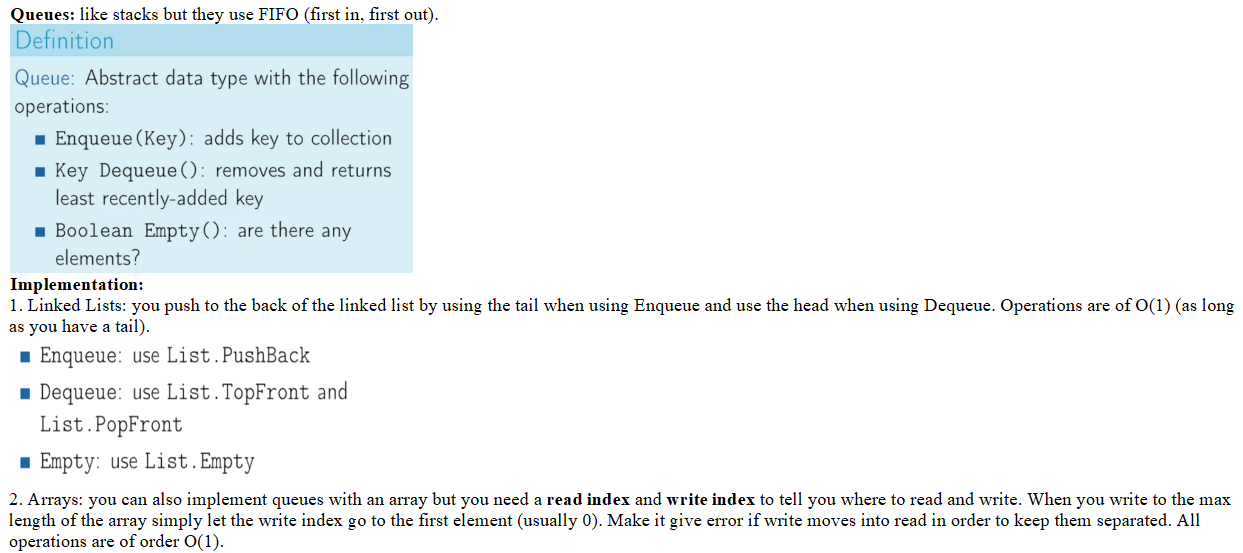 Queues: like stacks but they use FIFO (first in, first out).
Definition
Queue: Abstract data type with the following
operations:
Enqueue(Key): adds key to collection
Key Dequeue(): removes and returns
least recently-added key
Boolean Empty(): are there any
elements?
Implementation:
1. Linked Lists: you push to the back of the linked list by using the tail when using Enqueue and use the head when using Dequeue. Operations are of O(1) (as long
as you have a tail).
Enqueue: use List.PushBack
Dequeue: use List.TopFront and
List.PopFront
Empty: use List.Empty
2. Arrays: you can also implement queues with an array but you need a read index and write index to tell you where to read and write. When you write to the max
length of the array simply let the write index go to the first element (usually 0). Make it give error if write moves into read in order to keep them separated. All
operations are of order O(1).